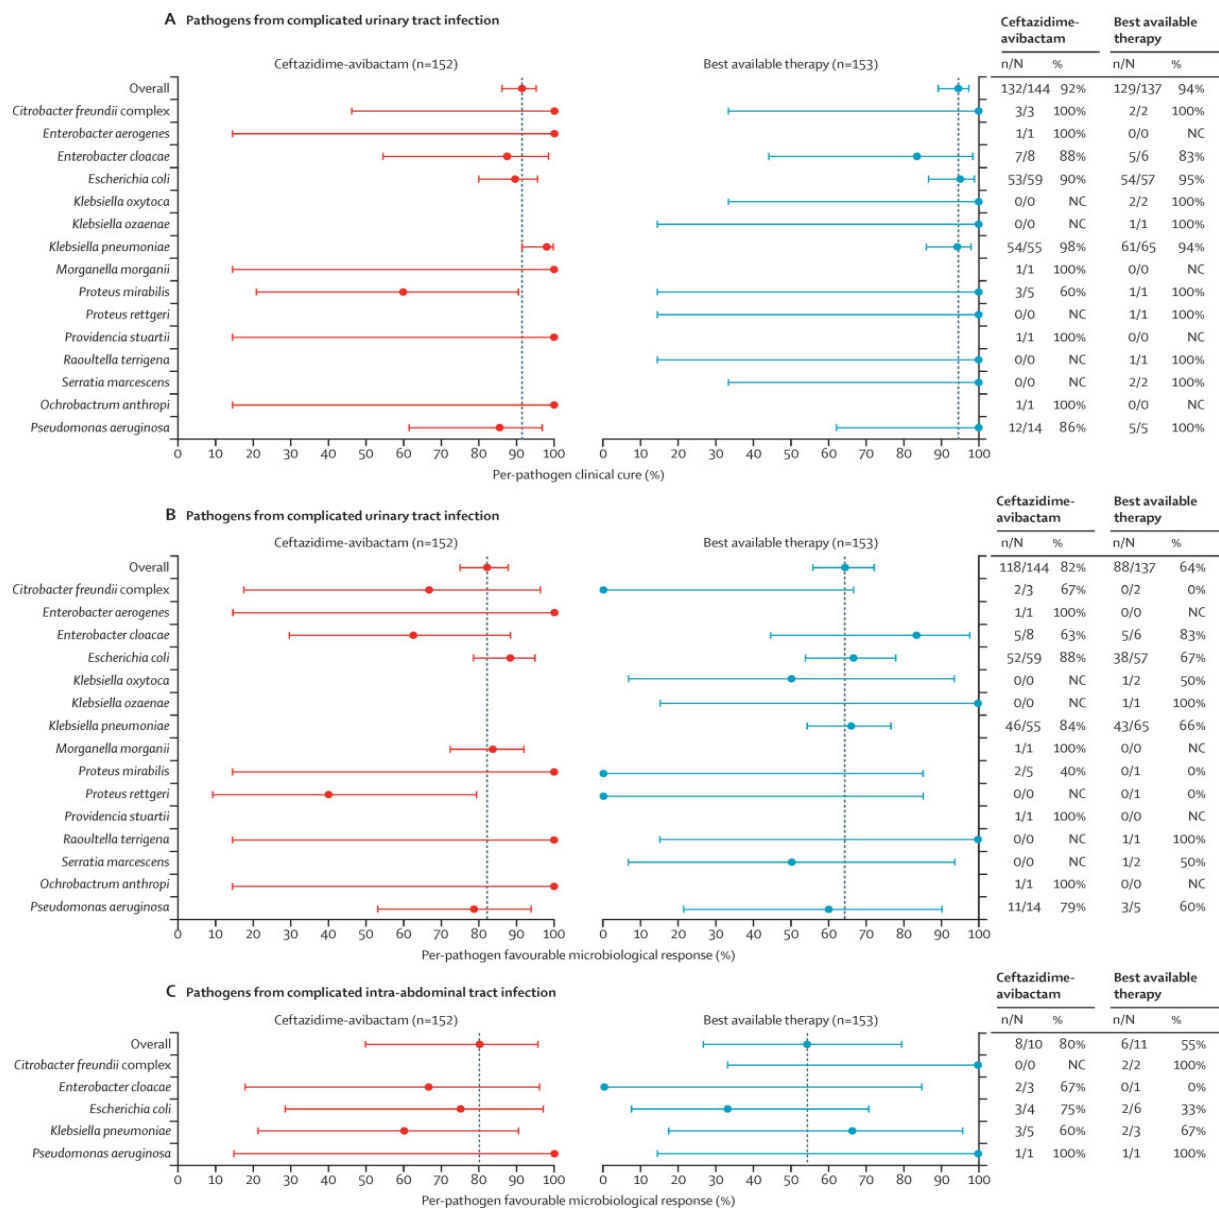 A Pathogens from complicated urinary tract infection
Ceftazidime-avibactam (n=152) Best available therapy (n=153) Ceftazidime-avibactam Best available therapy
n/N % n/N %
Overall 132/144 92% 129/137 94%
Citrobacter freundii complex 3/3 100% 2/2 100%
Enterobacter aerogenes 1/1 100% 0/0 NC
Enterobacter cloacae 7/8 88% 5/6 83%
Escherichia coli 53/59 90% 54/57 95%
Klebsiella oxytoca 0/0 NC 2/2 100%
Klebsiella ozaenae 0/0 NC 1/1 100%
Klebsiella pneumoniae 54/55 98% 61/65 94%
Morganella morganii 1/1 100% 0/0 NC
Proteus mirabilis 3/5 60% 1/1 100%
Proteus rettgeri 0/0 NC 1/1 100%
Providencia stuartii 1/1 100% 0/0 NC
Raoultella terrigena 0/0 NC 1/1 100%
Serratia marcescens 0/0 NC 2/2 100%
Ochrobactrum anthropi 1/1 100% 0/0 NC
Pseudomonas aeruginosa 12/14 86% 5/5 100%
0 10 20 30 40 50 60 70 80 90 100 0 10 20 30 40 50 60 70 80 90 100
Per-pathogen clinical cure (%)
B Pathogens from complicated urinary tract infection
Ceftazidime-avibactam (n=152) Best available therapy (n=153) Ceftazidime-avibactam Best available therapy
n/N % n/N %
Overall 118/144 82% 88/137 64%
Citrobacter freundii complex 2/3 67% 0/2 0%
Enterobacter aerogenes 1/1 100% 0/0 NC
Enterobacter cloacae 5/8 63% 5/6 83%
Escherichia coli 52/59 88% 38/57 67%
Klebsiella oxytoca 0/0 NC 1/2 50%
Klebsiella ozaenae 0/0 NC 1/1 100%
Klebsiella pneumoniae 46/55 84% 43/65 66%
Morganella morganii 1/1 100% 0/0 NC
Proteus mirabilis 2/5 40% 0/1 0%
Proteus rettgeri 0/0 NC 0/1 0%
Providencia stuartii 1/1 100% 0/0 NC
Raoultella terrigena 0/0 NC 1/1 100%
Serratia marcescens 0/0 NC 1/2 50%
Ochrobactrum anthropi 1/1 100% 0/0 NC
Pseudomonas aeruginosa 11/14 79% 3/5 60%
0 10 20 30 40 50 60 70 80 90 100 0 10 20 30 40 50 60 70 80 90 100
Per-pathogen favourable microbiological response (%)
C Pathogens from complicated intra-abdominal tract infection
Ceftazidime-avibactam (n=152) Best available therapy (n=153) Ceftazidime-avibactam Best available therapy
n/N % n/N %
Overall 8/10 80% 6/11 55%
Citrobacter freundii complex 0/0 NC 2/2 100%
Enterobacter cloacae 2/3 67% 0/1 0%
Escherichia coli 3/4 75% 2/6 33%
Klebsiella pneumoniae 3/5 60% 2/3 67%
Pseudomonas aeruginosa 1/1 100% 1/1 100%
0 10 20 30 40 50 60 70 80 90 100 0 10 20 30 40 50 60 70 80 90 100
Per-pathogen favourable microbiological response (%)